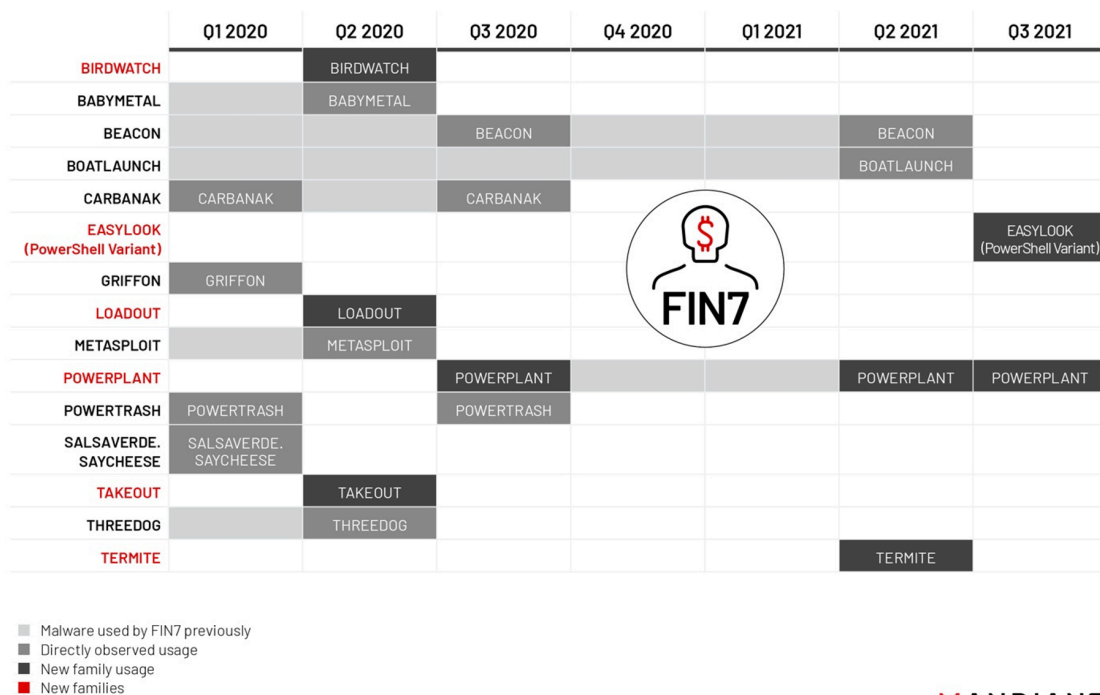 Q1 2020 Q2 2020 Q3 2020 Q4 2020 Q1 2021 Q2 2021 Q3 2021
BIRDWATCH BIRDWATCH
BABYMETAL BABYMETAL
BEACON BEACON BEACON
BOATLAUNCH BOATLAUNCH
CARBANAK CARBANAK CARBANAK
EASYLOOK
(PowerShell Variant)
EASYLOOK
(PowerShell Variant)
GRIFFON GRIFFON
$
FIN7
LOADOUT LOADOUT
METASPLOIT METASPLOIT
POWERPLANT POWERPLANT POWERPLANT POWERPLANT
POWERTRASH POWERTRASH POWERTRASH
SALSAVERDE.
SAYCHEESE
SALSAVERDE.
SAYCHEESE
TAKEOUT TAKEOUT
THREEDOG THREEDOG
TERMITE TERMITE
Malware used by FIN7 previously
Directly observed usage
New family usage
New families